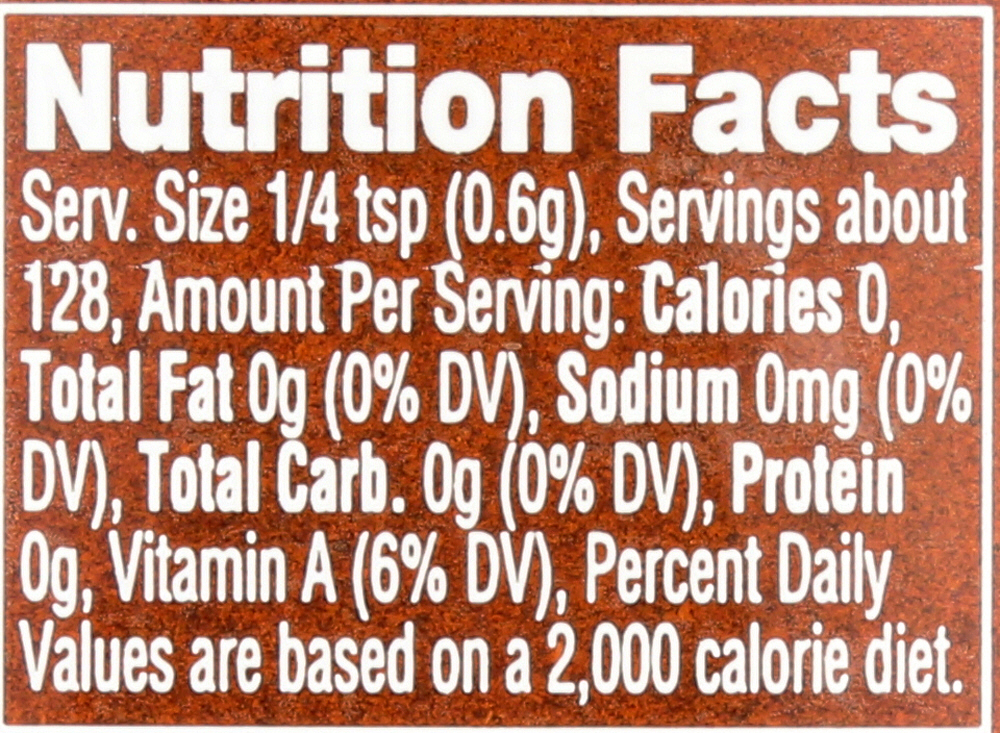 Nutrition Facts
Serv. Size 1/4 tsp (0.6g), Servings about
128, Amount Per Serving: Calories 0,
Total Fat 0g (0% DV), Sodium 0mg (0%
DV), Total Carb. 0g (0% DV), Protein
0g, Vitamin A (6% DV), Percent Daily
Values are based on a 2,000 calorie diet.